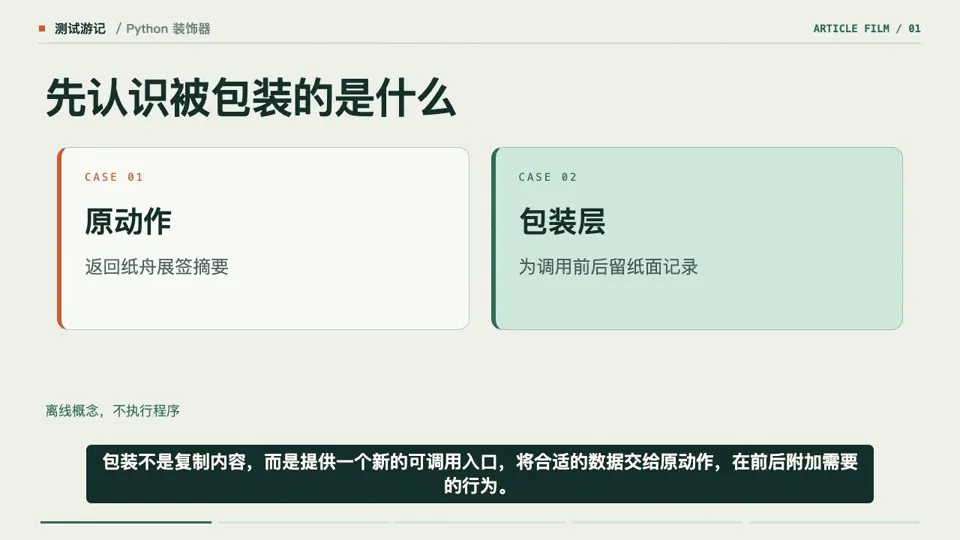 测试游记 / Python 装饰器
ARTICLE FILM / 01
先认识被包装的是什么
CASE 01
原动作
返回纸舟展签摘要
CASE 02
包装层
为调用前后留纸面记录
离线概念，不执行程序
包装不是复制内容，而是提供一个新的可调用入口，将合适的数据交给原动作，在前后附加需要
的行为。